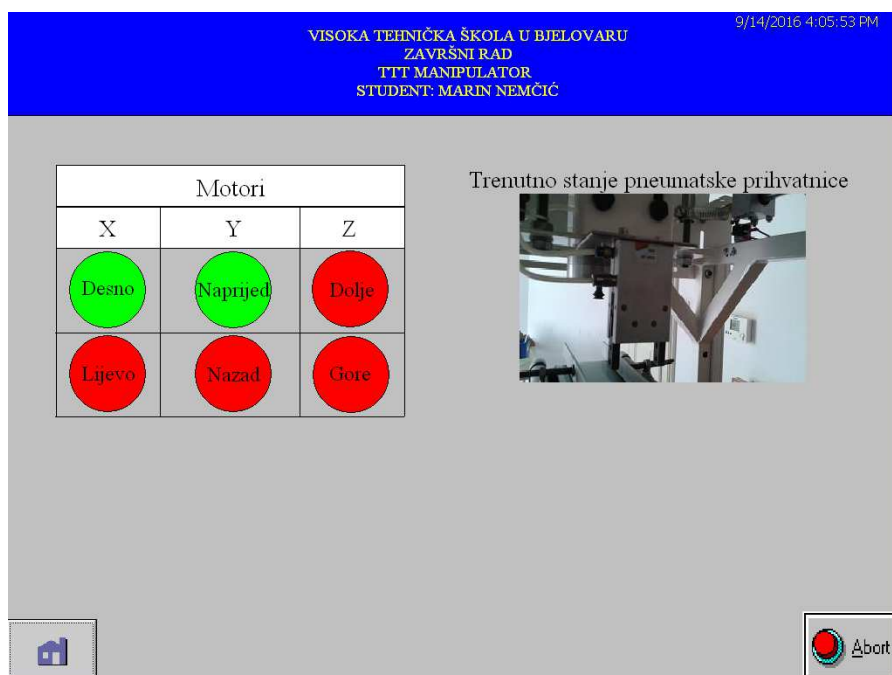 VISOKA TEHNIČKA ŠKOLA U BJELOVARU
ZAVRŠNI RAD
TTT MANIPULATOR
STUDENT: MARIN NEMČIĆ
9/14/2016 4:05:53 PM
Motori
X Y Z
Desno Naprijed Dolje
Lijevo Nazad Gore
Trenutno stanje pneumatske prihvatnice
Abort